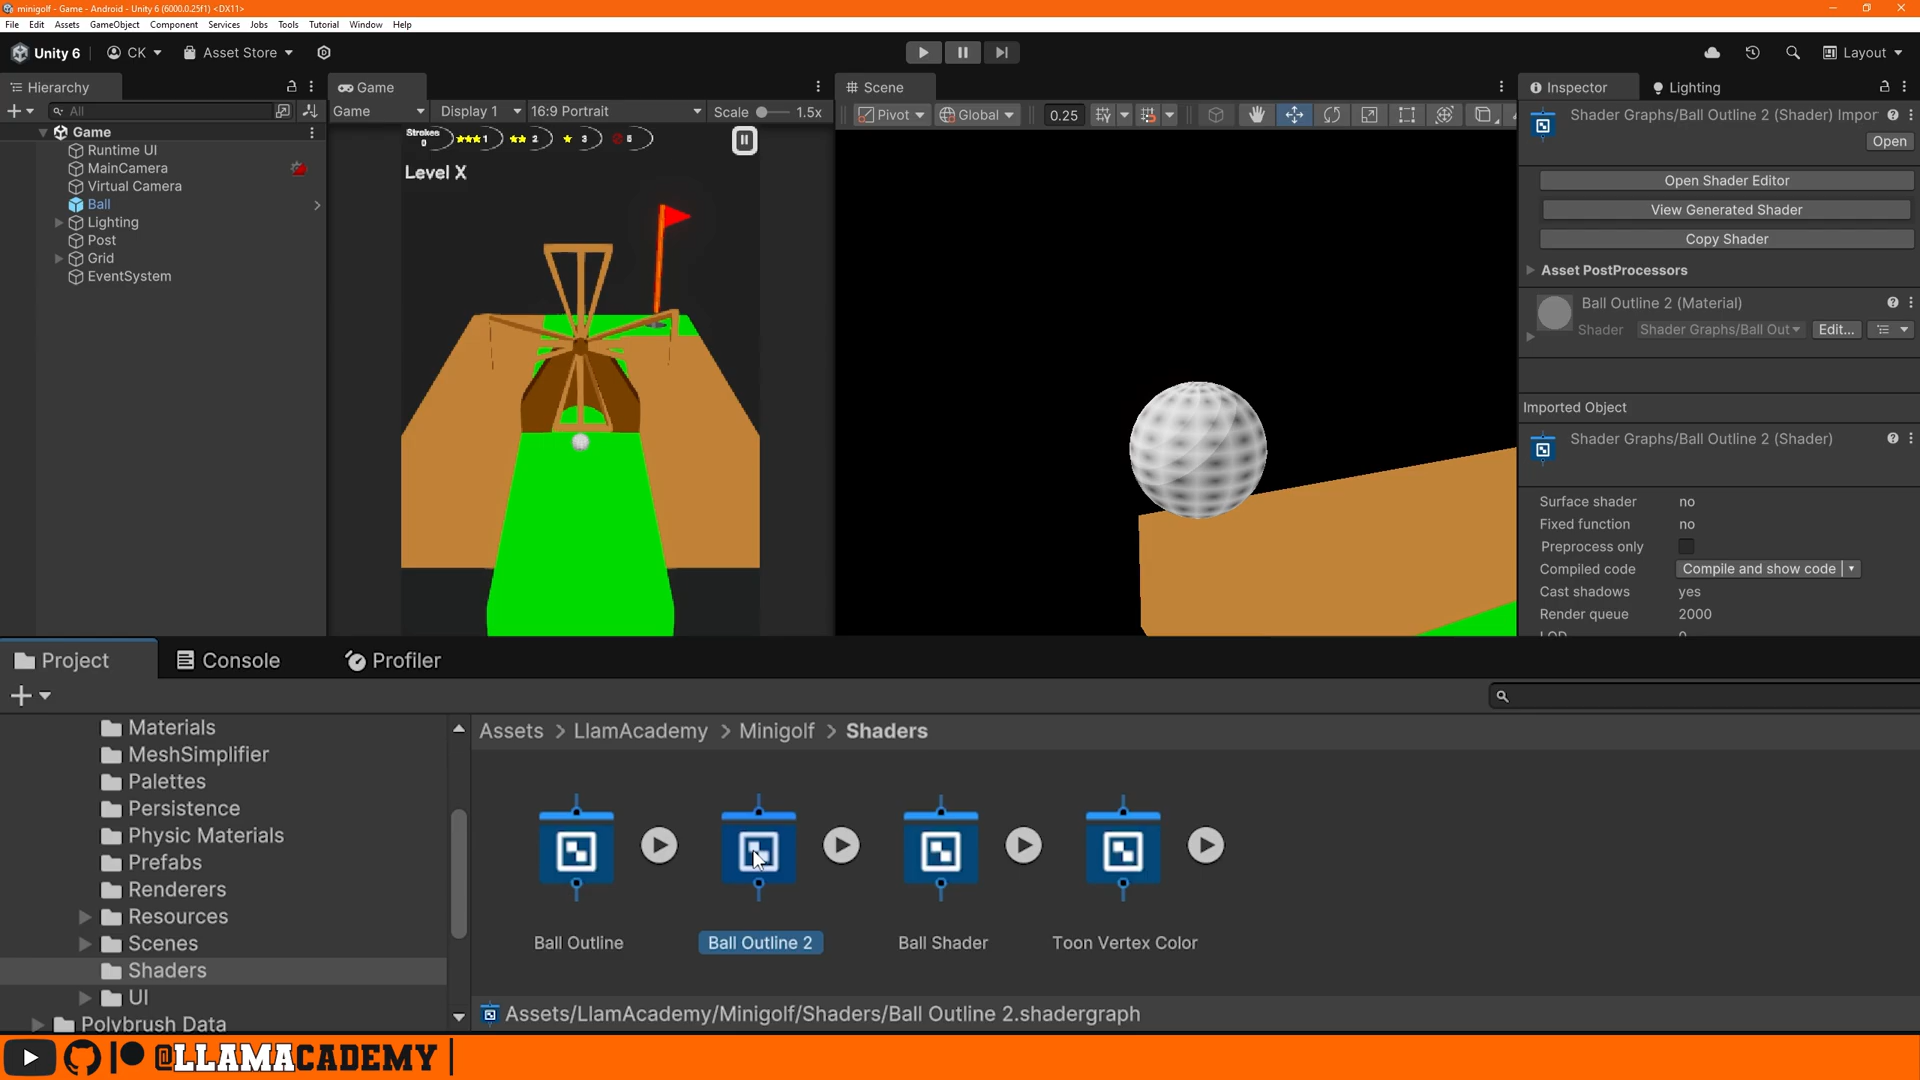 minigolf - Game - Android - Unity 6 (6000.0.25f1) <DX11>
File Edit Assets GameObject Component Services Jobs Tools Tutorial Window Help
Unity 6 CK Asset Store Layout
Hierarchy Game Scene Inspector Lighting
All Game Display 1 16:9 Portrait Scale 1.5x Pivot Global 0.25
Game
Runtime UI
MainCamera
Virtual Camera
Ball
Lighting
Post
Grid
EventSystem
Strokes
0 1 2 3
Level X
Shader Graphs/Ball Outline 2 (Shader) Impor
Open
Open Shader Editor
View Generated Shader
Copy Shader
Asset PostProcessors
Ball Outline 2 (Material)
Shader Shader Graphs/Ball Out Edit...
Imported Object
Shader Graphs/Ball Outline 2 (Shader)
Surface shader no
Fixed function no
Preprocess only
Compiled code Compile and show code
Cast shadows yes
Render queue 2000
Project Console Profiler
Materials
MeshSimplifier
Palettes
Persistence
Physic Materials
Prefabs
Renderers
Resources
Scenes
Shaders
UI
Polybrush Data
Assets > LlamAcademy > Minigolf > Shaders
Ball Outline Ball Outline 2 Ball Shader Toon Vertex Color
Assets/LlamAcademy/Minigolf/Shaders/Ball Outline 2.shadergraph
@LLAMACADEMY